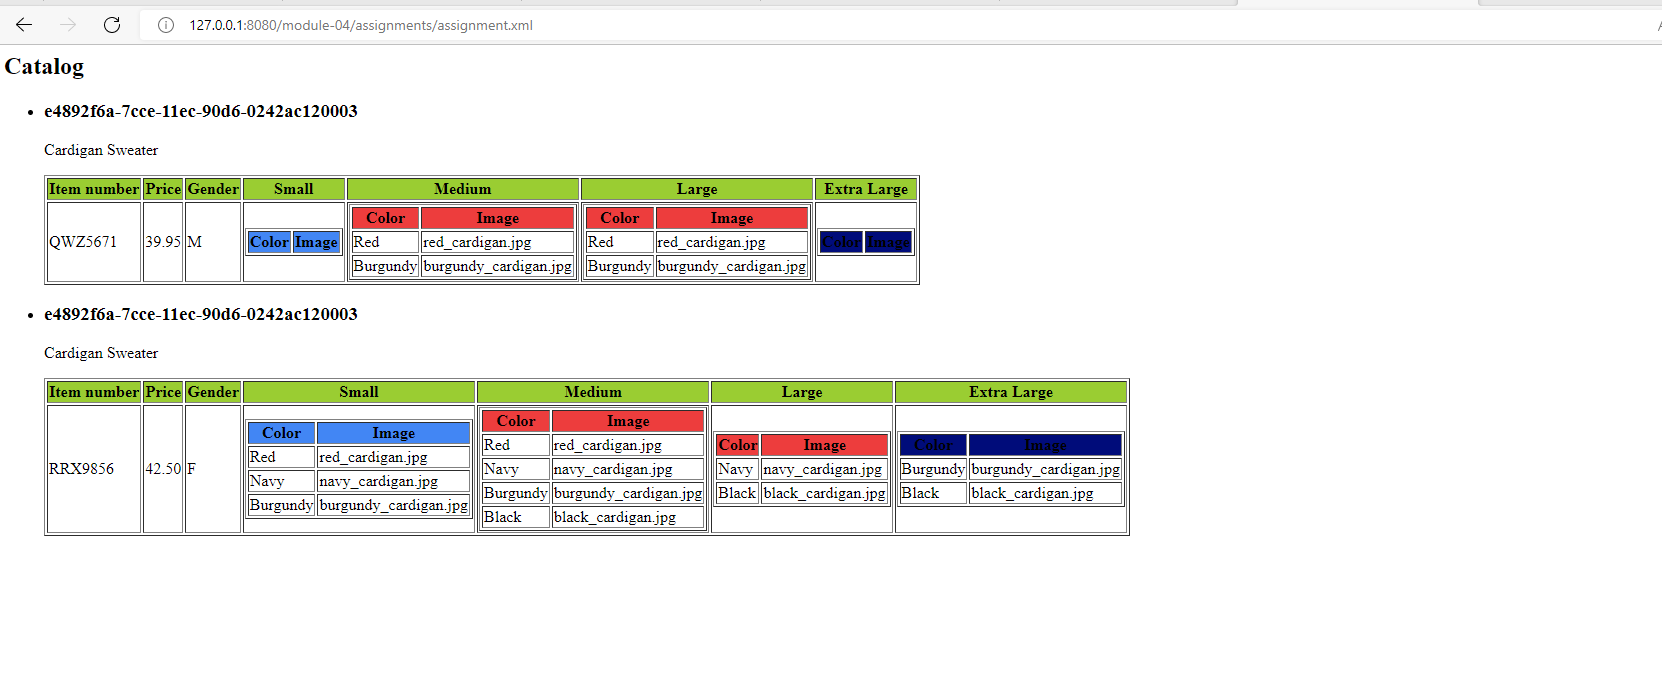 127.0.0.1:8080/module-04/assignments/assignment.xml
Catalog
e4892f6a-7cce-11ec-90d6-0242ac120003
Cardigan Sweater
Item number Price Gender Small Medium Large Extra Large
Color Image Color Image
QWZ5671 39.95 M Color Image Red red_cardigan.jpg Red red_cardigan.jpg Color Image
Burgundy burgundy_cardigan.jpg Burgundy burgundy_cardigan.jpg
e4892f6a-7cce-11ec-90d6-0242ac120003
Cardigan Sweater
Item number Price Gender Small Medium Large Extra Large
Color Image
Color Image
Red red_cardigan.jpg Color Image Color Image
Red red_cardigan.jpg
RRX9856 42.50 F Navy navy_cardigan.jpg Navy navy_cardigan.jpg Burgundy burgundy_cardigan.jpg
Navy navy_cardigan.jpg
Burgundy burgundy_cardigan.jpg Black black_cardigan.jpg Black black_cardigan.jpg
Burgundy burgundy_cardigan.jpg
Black black_cardigan.jpg